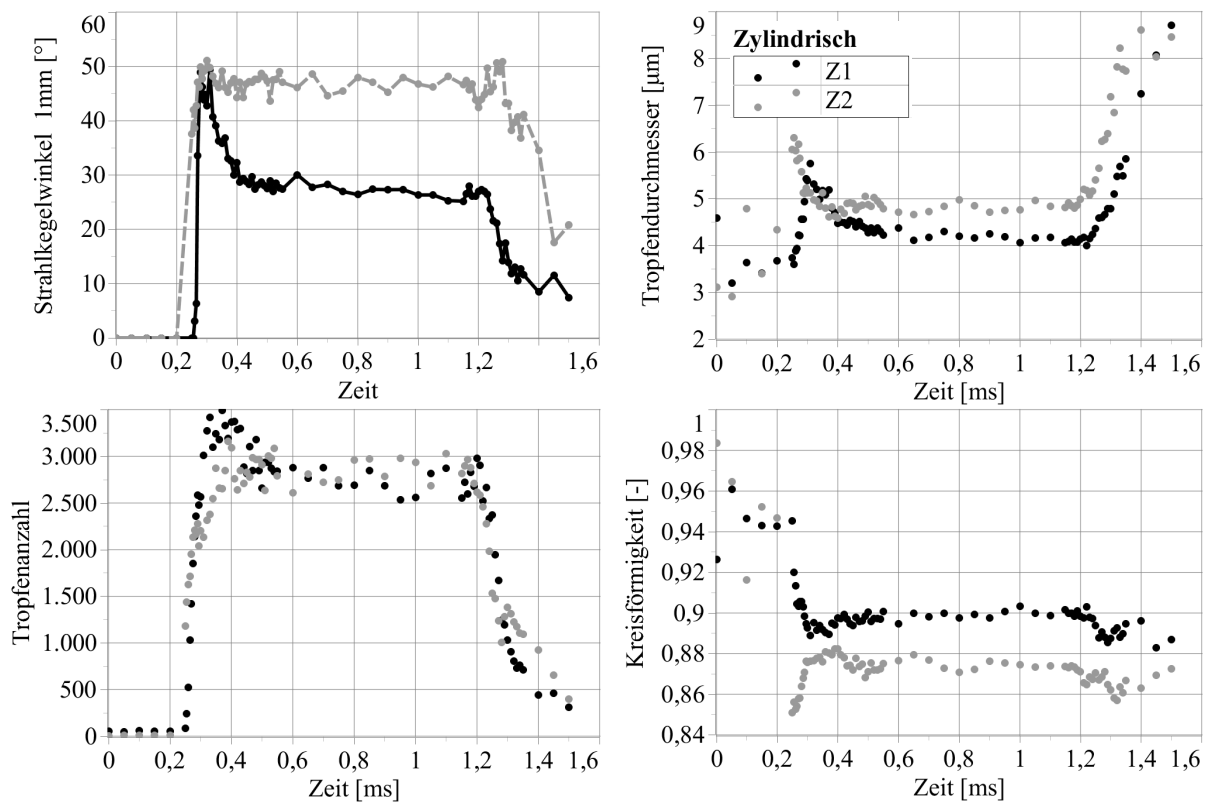 60
50
40
30
20
10
0
Strahlkegelwinkel 1mm [°]
0 0,2 0,4 0,6 0,8 1 1,2 1,4 1,6
Zeit
9
8
7
6
5
4
3
2
Tropfendurchmesser [µm]
Zylindrisch
Z1
Z2
0 0,2 0,4 0,6 0,8 1 1,2 1,4 1,6
Zeit [ms]
3.500
3.000
2.500
2.000
1.500
1.000
500
0
Tropfenanzahl
0 0,2 0,4 0,6 0,8 1 1,2 1,4 1,6
Zeit [ms]
1
0,98
0,96
0,94
0,92
0,9
0,88
0,86
0,84
Kreisförmigkeit [-]
0 0,2 0,4 0,6 0,8 1 1,2 1,4 1,6
Zeit [ms]